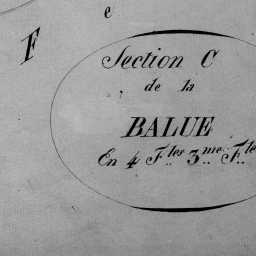 e
F
Section C
de la
BALUE
En 4 F.lles 3.me F.lle